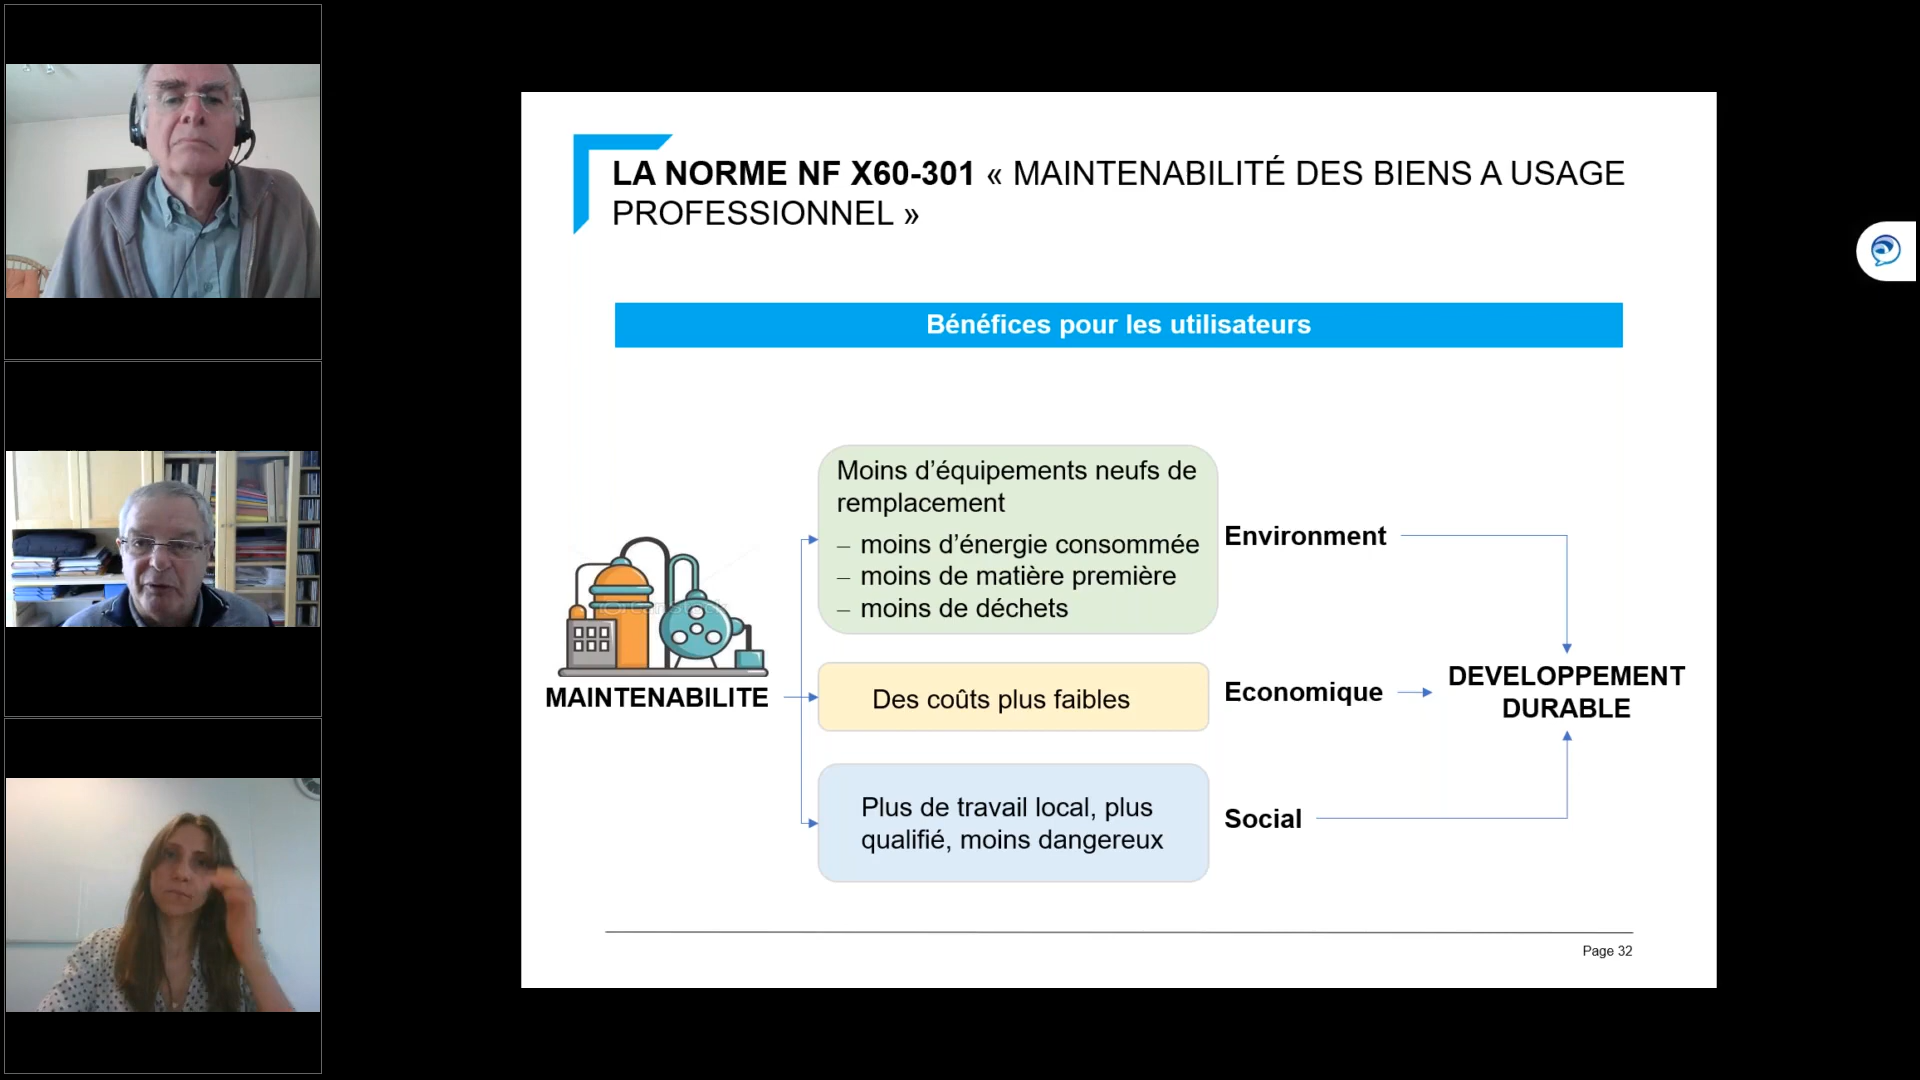 LA NORME NF X60-301 « MAINTENABILITÉ DES BIENS A USAGE
PROFESSIONNEL »
Bénéfices pour les utilisateurs
Moins d’équipements neufs de
remplacement
– moins d’énergie consommée
– moins de matière première
– moins de déchets
Environment
MAINTENABILITE
Des coûts plus faibles
Economique
DEVELOPPEMENT
DURABLE
Plus de travail local, plus
qualifié, moins dangereux
Social
Page 32